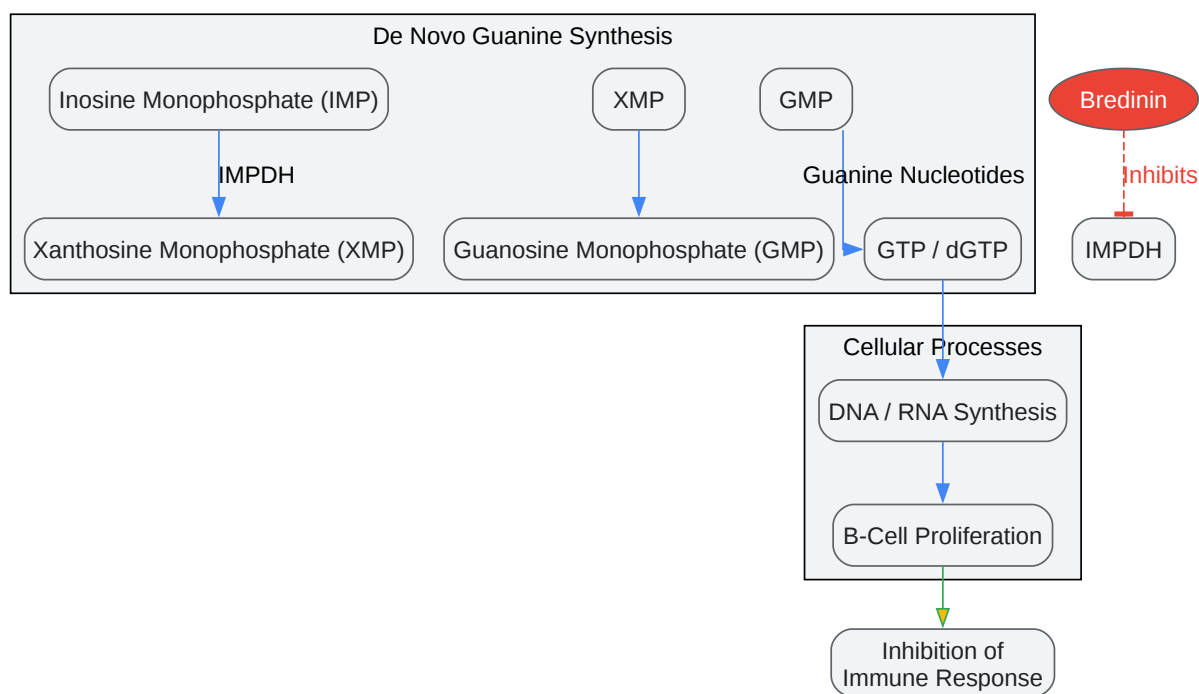 De Novo Guanine Synthesis
Inosine Monophosphate (IMP)
XMP
GMP
Bredinin
IMPDH
Guanine Nucleotides
Inhibits
Xanthosine Monophosphate (XMP)
Guanosine Monophosphate (GMP)
GTP / dGTP
IMPDH
Cellular Processes
DNA / RNA Synthesis
B-Cell Proliferation
Inhibition of
Immune Response